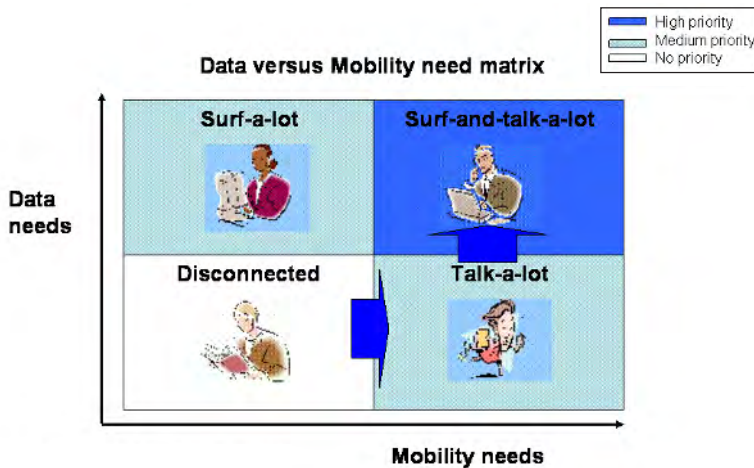 High priority
Medium priority
No priority
Data versus Mobility need matrix
Surf-a-lot
Surf-and-talk-a-lot
Data
needs
Disconnected
Talk-a-lot
Mobility needs